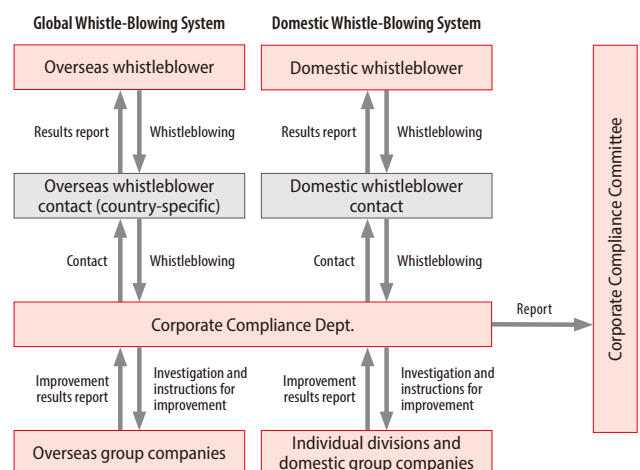 Global Whistle-Blowing System
Domestic Whistle-Blowing System
Overseas whistleblower
Domestic whistleblower
Results report
Whistleblowing
Results report
Whistleblowing
Overseas whistleblower
contact (country-specific)
Domestic whistleblower
contact
Contact
Whistleblowing
Contact
Whistleblowing
Corporate Compliance Dept.
Report
Corporate Compliance Committee
Improvement
results report
Investigation and
instructions for
improvement
Improvement
results report
Investigation and
instructions for
improvement
Overseas group companies
Individual divisions and
domestic group companies